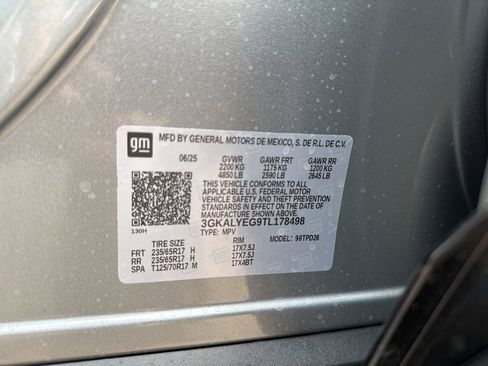 gm
MFD BY GENERAL MOTORS DE MEXICO, S. DE R.L. DE C.V.
06/25 GVWR GAWR FRT GAWR RR
2200 KG 1175 KG 1200 KG
4850 LB 2590 LB 2645 LB
THIS VEHICLE CONFORMS TO ALL
APPLICABLE U.S. FEDERAL MOTOR
VEHICLE SAFETY AND THEFT PREVENTION
STANDARDS IN EFFECT ON THE DATE OF
MANUFACTURE SHOWN ABOVE.
3GKALYEG9TL178498
130H TYPE: MPV MODEL: 98TPD26
TIRE SIZE RIM
FRT 235/65R17 H 17X7.5J
RR 235/65R17 H 17X7.5J
SPA T125/70R17 M 17X4BT